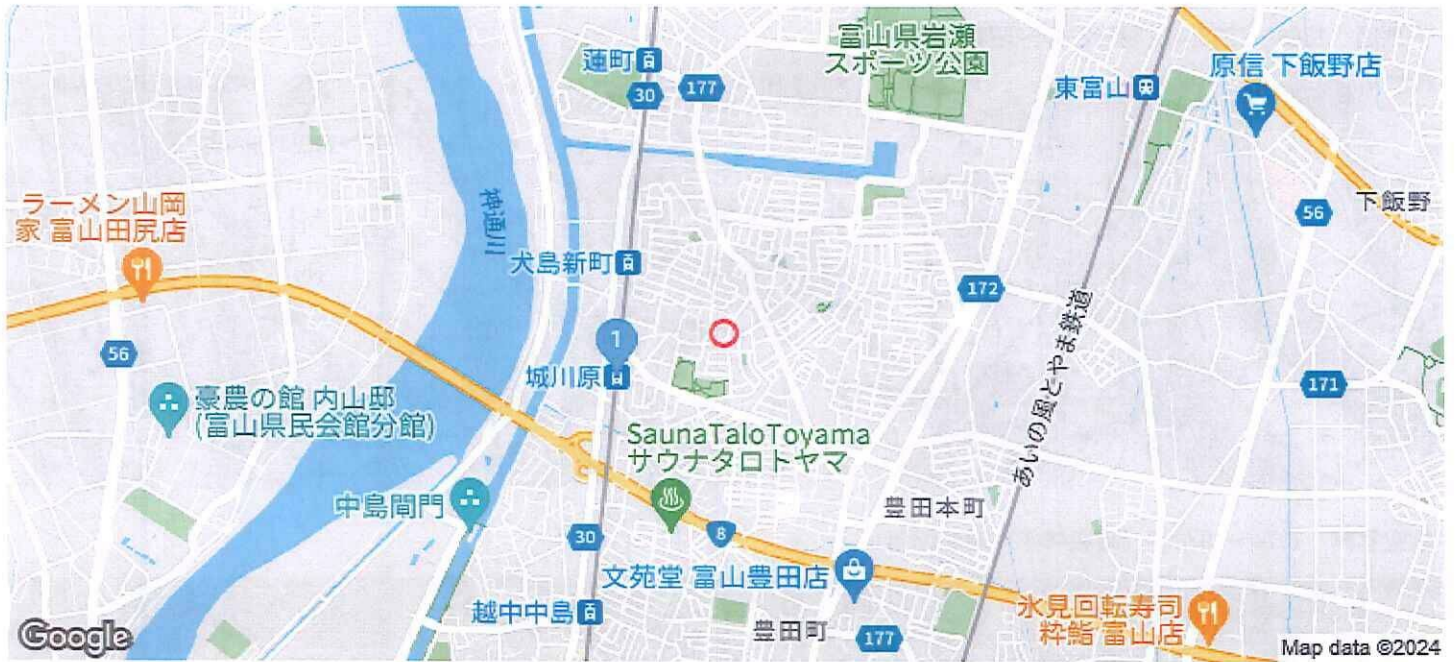 富山県岩瀬
スポーツ公園
蓮町
30
177
原信 下飯野店
東富山
下飯野
56
ラーメン山岡
家 富山田尻店
神通川
犬島新町
172
あいの風とやま鉄道
1
城川原
56
171
豪農の館 内山邸
(富山県民会館分館)
SaunaTaloToyama
サウナタロトヤマ
中島閘門
豊田本町
30
8
文苑堂 富山豊田店
越中中島
豊田町
177
氷見回転寿司
粋鮨 富山店
Google
Map data ©2024